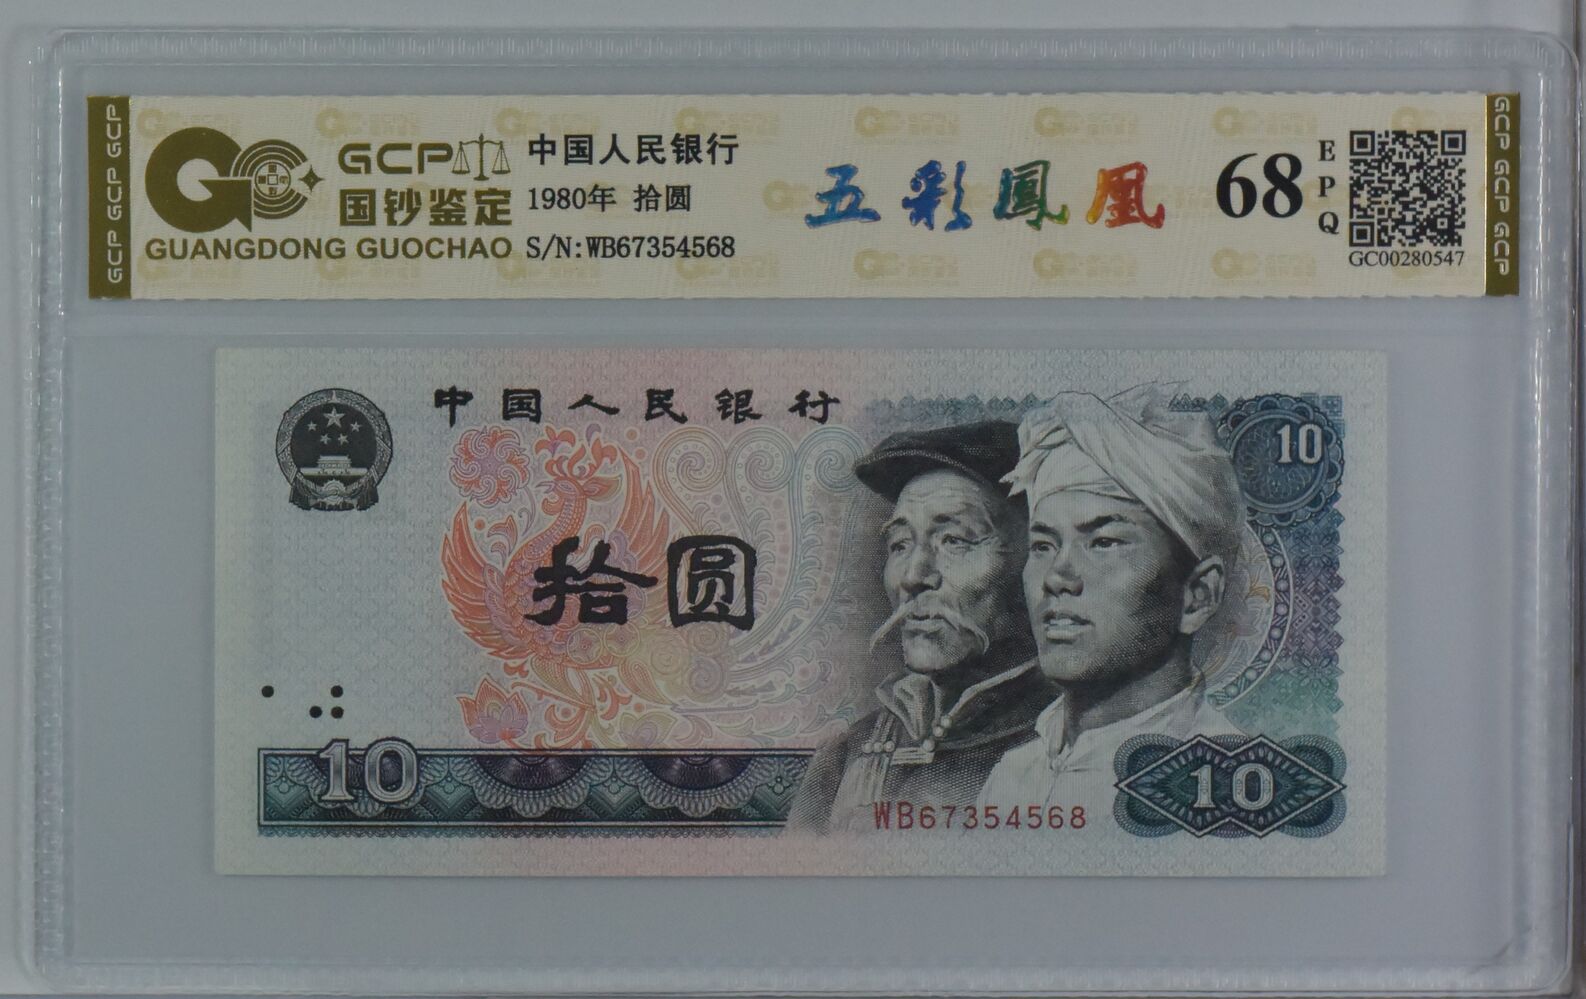 GCP GCP GCP
GCP
国钞鉴定
GUANGDONG GUOCHAO
中国人民银行
1980年 拾圆
S/N:WB67354568
五彩鳳凰
68
EPQ
GC00280547
GCP GCP GCP
中国人民银行
10
拾圆
10
WB67354568
10